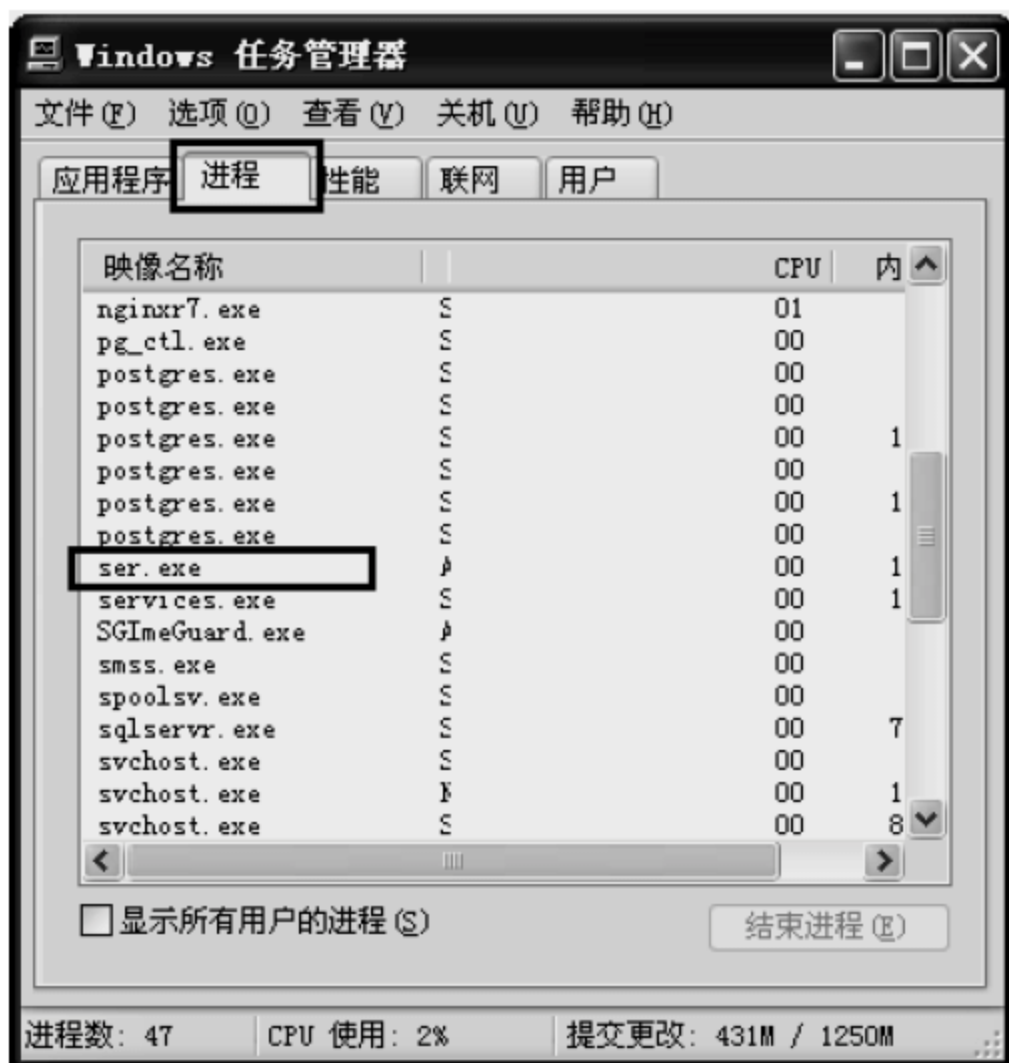 Windows 任务管理器
文件(F) 选项(O) 查看(V) 关机(U) 帮助(H)
应用程序 进程 性能 联网 用户
映像名称 CPU 内
nginxr7.exe S 01
pg_ctl.exe S 00
postgres.exe S 00
postgres.exe S 00
postgres.exe S 00 1
postgres.exe S 00
postgres.exe S 00 1
postgres.exe S 00
ser.exe A 00 1
services.exe S 00 1
SGImeGuard.exe A 00
smss.exe S 00
spoolsv.exe S 00
sqlservr.exe S 00 7
svchost.exe S 00
svchost.exe N 00 1
svchost.exe S 00 8
显示所有用户的进程(S)
结束进程(E)
进程数: 47 CPU 使用: 2% 提交更改: 431M / 1250M